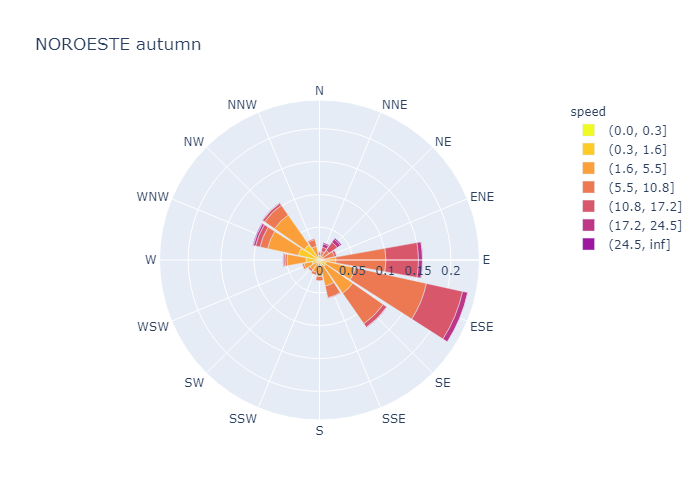 NOROESTE autumn
N
NNE
NE
ENE
E
ESE
SE
SSE
S
SSW
SW
WSW
W
WNW
NW
NNW
0
0.05
0.1
0.15
0.2
speed
(0.0, 0.3]
(0.3, 1.6]
(1.6, 5.5]
(5.5, 10.8]
(10.8, 17.2]
(17.2, 24.5]
(24.5, inf]